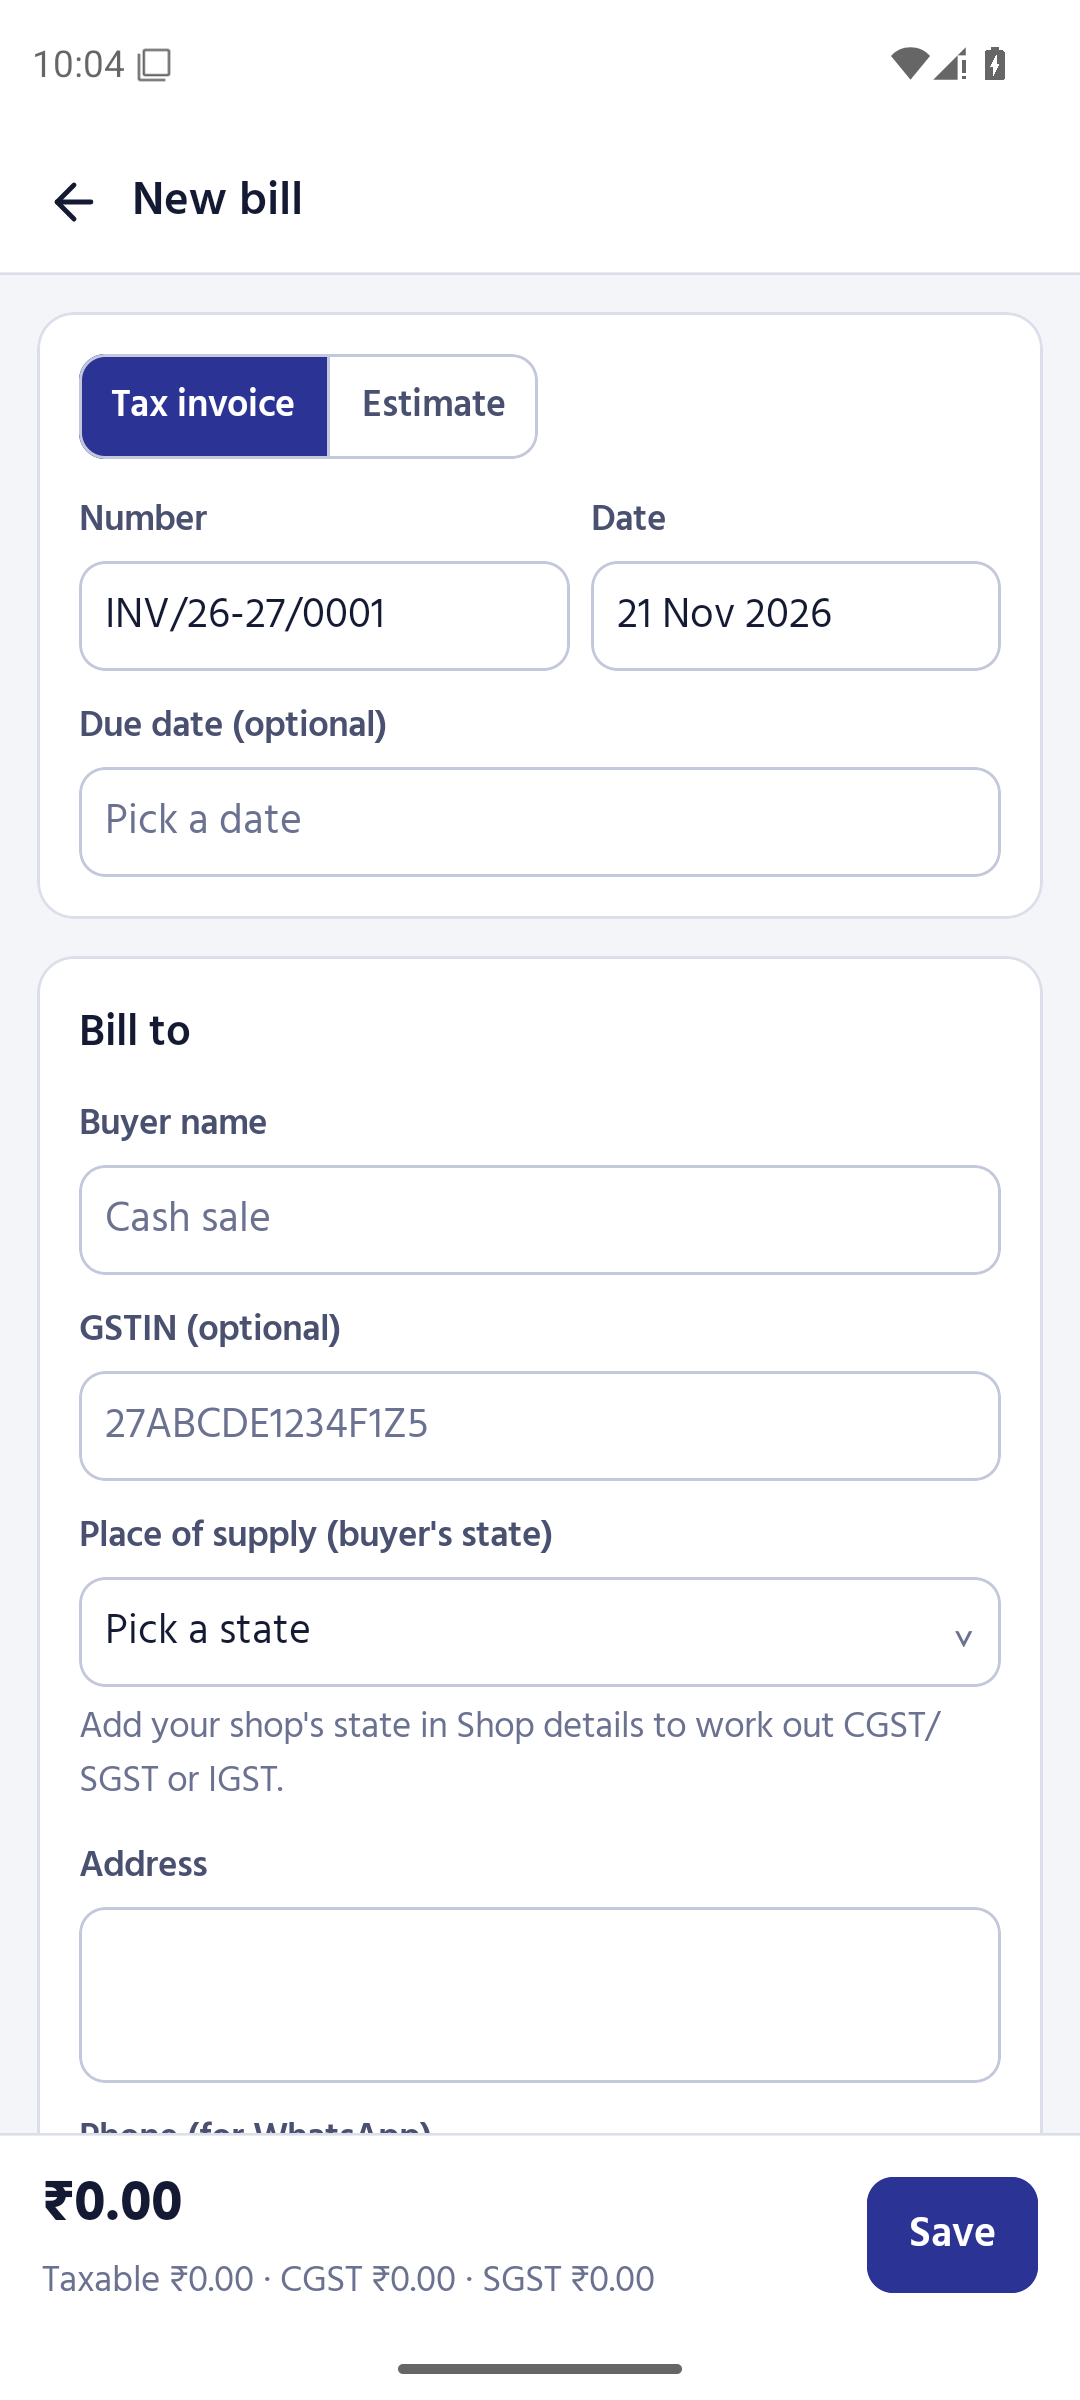 10:04
New bill
Tax invoice
Estimate
Number
Date
INV/26-27/0001
21 Nov 2026
Due date (optional)
Pick a date
Bill to
Buyer name
Cash sale
GSTIN (optional)
27ABCDE1234F1Z5
Place of supply (buyer's state)
Pick a state
Add your shop's state in Shop details to work out CGST/
SGST or IGST.
Address
Phone (for WhatsApp)
₹0.00
Taxable ₹0.00 · CGST ₹0.00 · SGST ₹0.00
Save